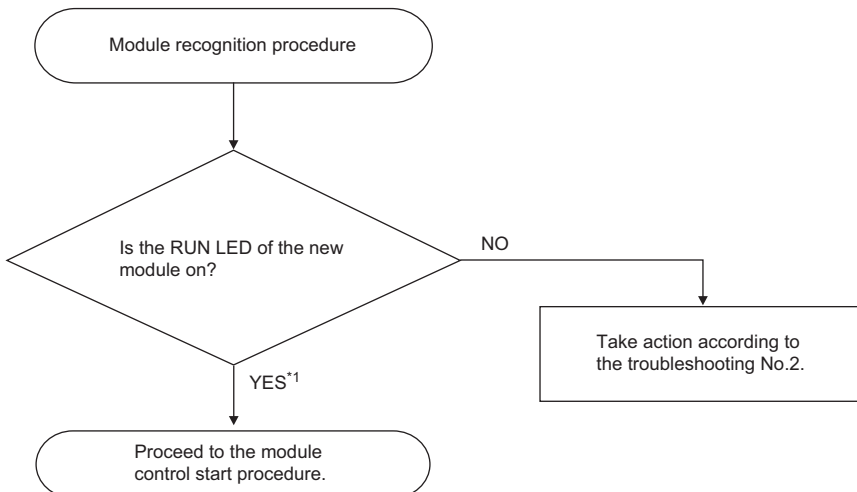 Module recognition procedure
Is the RUN LED of the new
module on?
NO
Take action according to
the troubleshooting No.2.
YES*1
Proceed to the module
control start procedure.